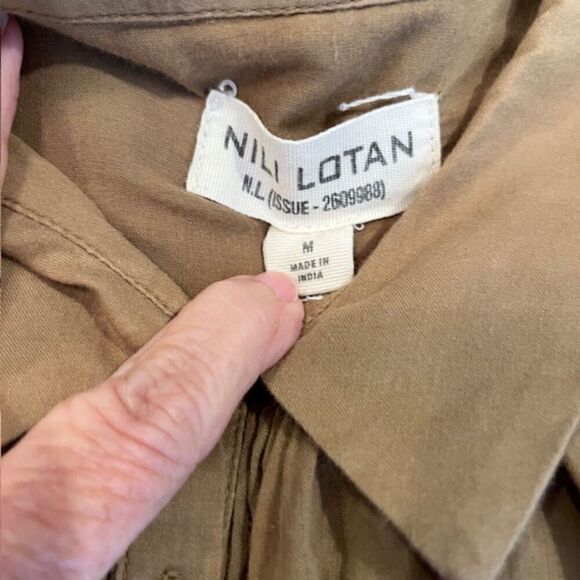 NILI LOTAN
N.L (ISSUE - 2609988)
M
MADE IN
INDIA